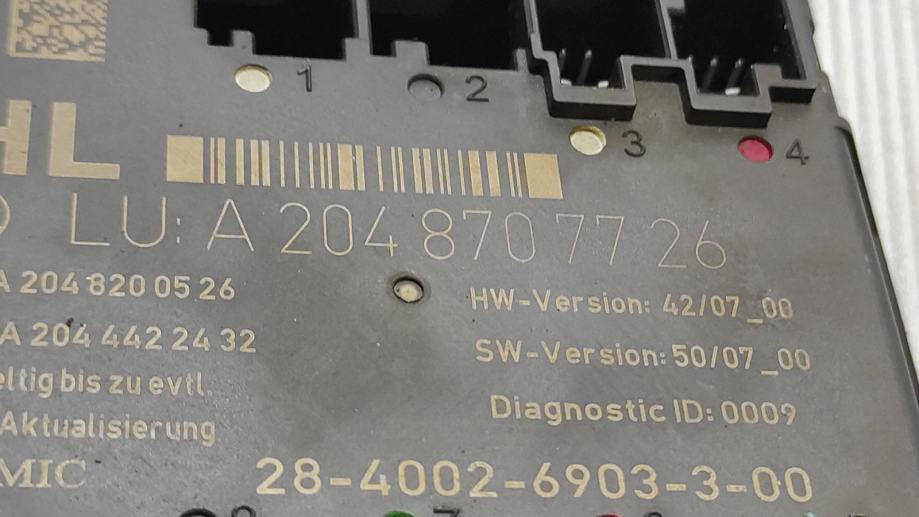 1
2
3
4
HL
LU: A 204 870 77 26
A 204 820 05 26
HW-Version: 42/07_00
A 204 442 24 32
SW-Version: 50/07_00
bis zu evtl.
Diagnostic ID: 0009
Aktualisierung
MIC
28-4002-6903-3-00